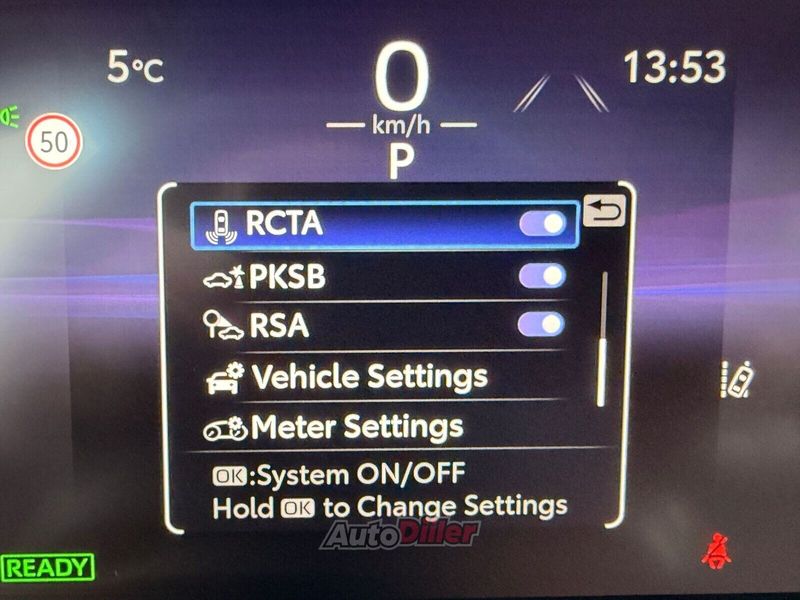 5°C
0
13:53
km/h
50
P
RCTA
PKSB
RSA
Vehicle Settings
Meter Settings
OK:System ON/OFF
Hold OK to Change Settings
AutoDiller
READY